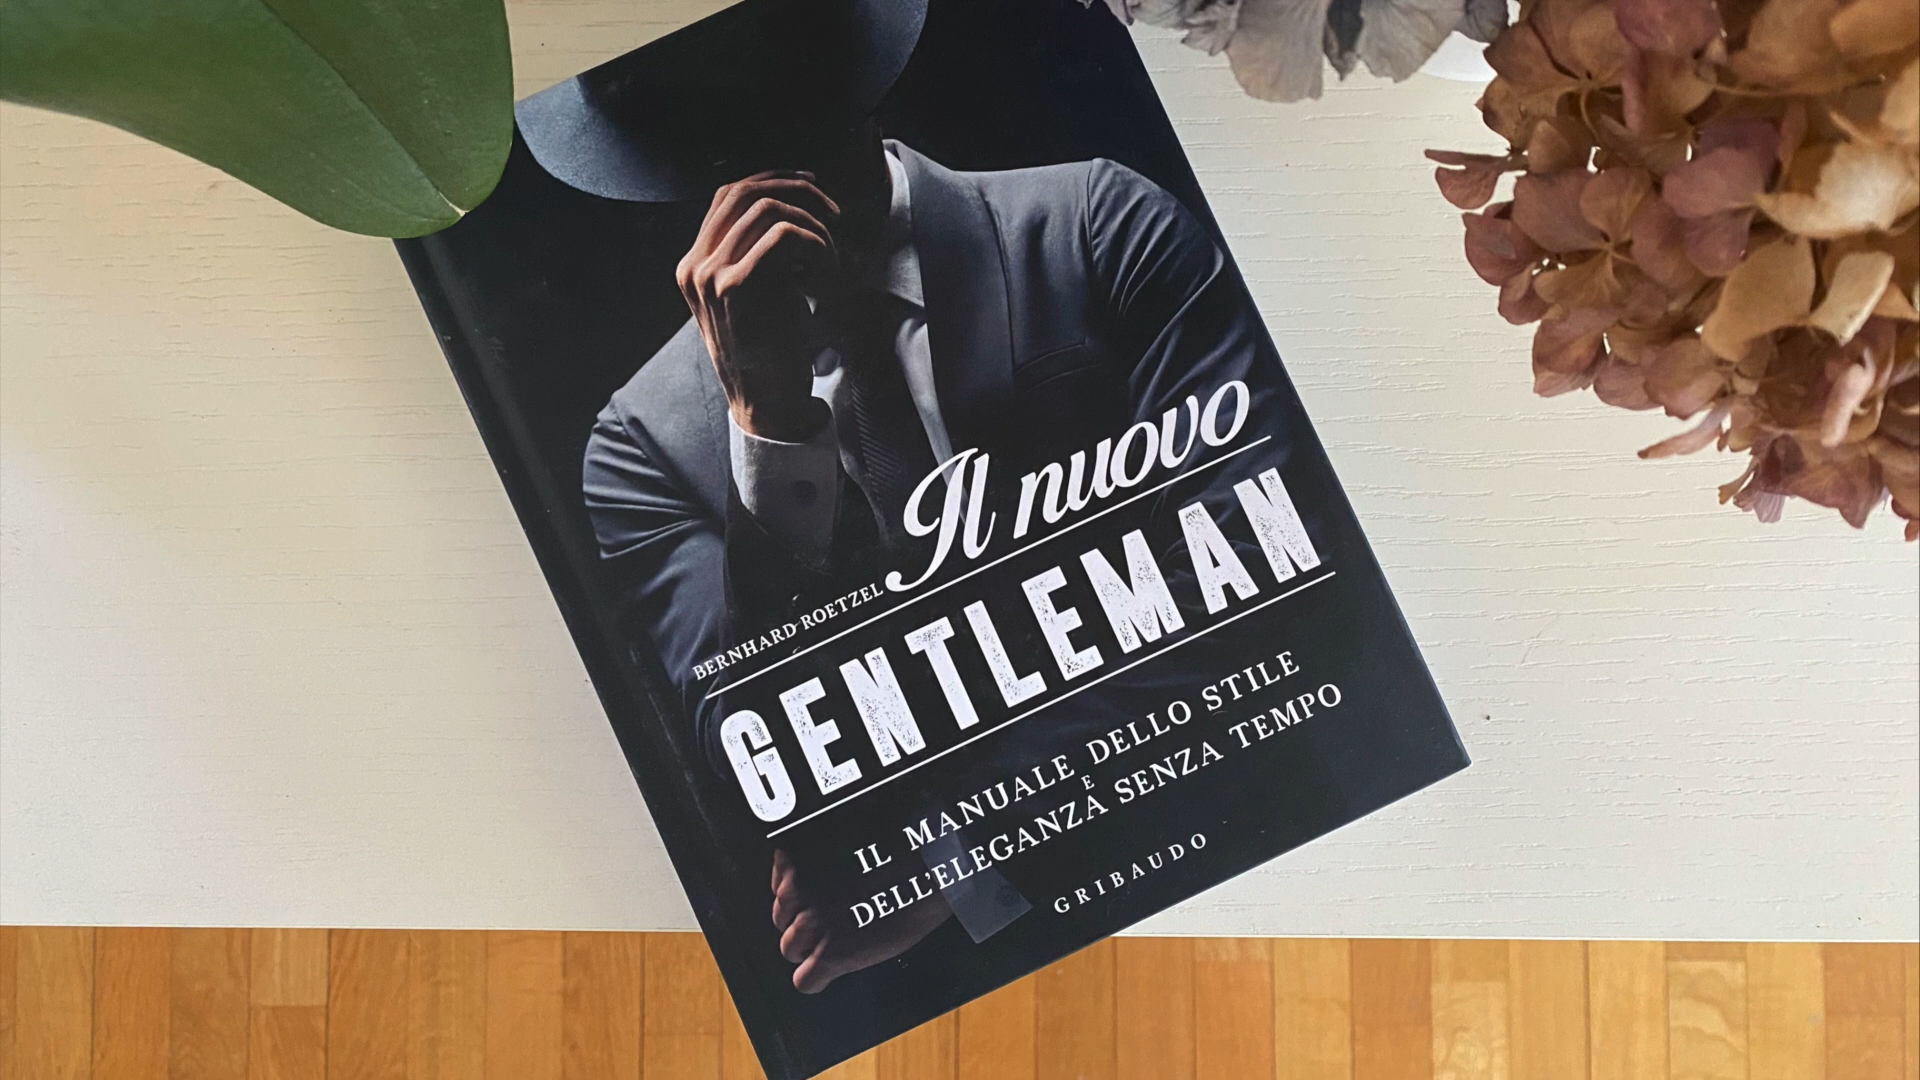 Il nuovo
BERNHARD ROETZEL
GENTLEMAN
IL MANUALE DELLO STILE
E
DELL'ELEGANZA SENZA TEMPO
GRIBAUDO